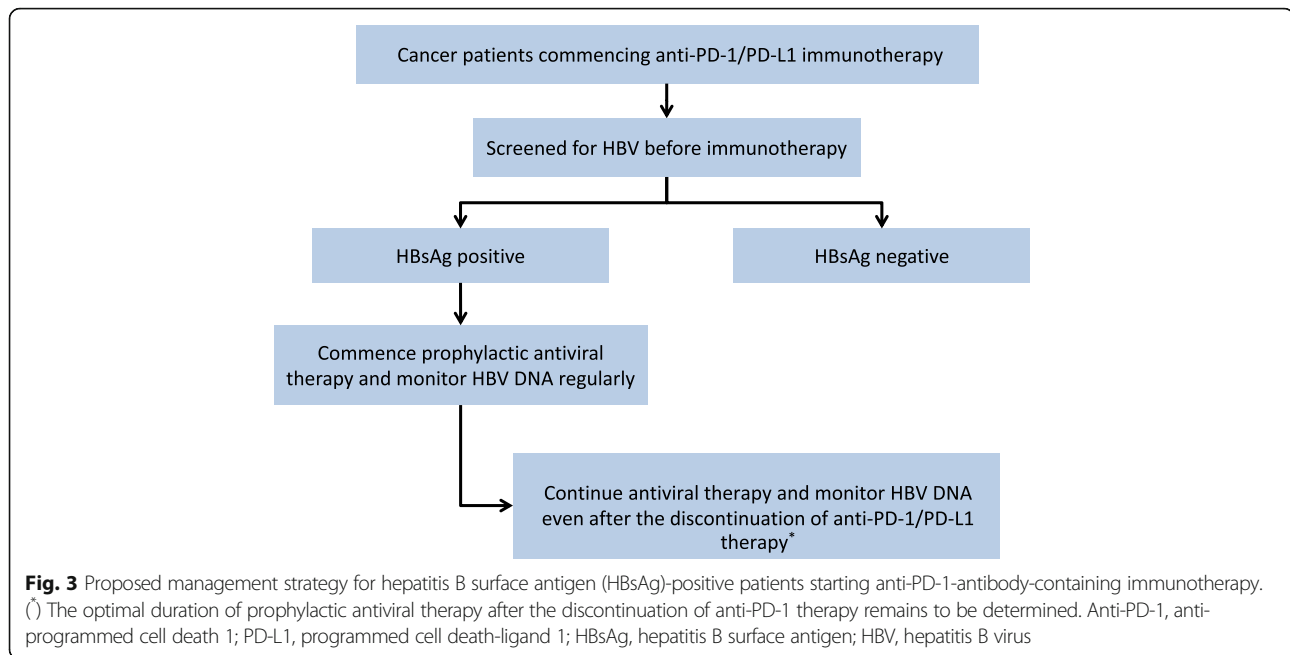 Cancer patients commencing anti-PD-1/PD-L1 immunotherapy
Screened for HBV before immunotherapy
HBsAg positive
HBsAg negative
Commence prophylactic antiviral
therapy and monitor HBV DNA regularly
Continue antiviral therapy and monitor HBV DNA
even after the discontinuation of anti-PD-1/PD-L1
therapy*
Fig. 3 Proposed management strategy for hepatitis B surface antigen (HBsAg)-positive patients starting anti-PD-1-antibody-containing immunotherapy.
(*) The optimal duration of prophylactic antiviral therapy after the discontinuation of anti-PD-1 therapy remains to be determined. Anti-PD-1, anti-
programmed cell death 1; PD-L1, programmed cell death-ligand 1; HBsAg, hepatitis B surface antigen; HBV, hepatitis B virus